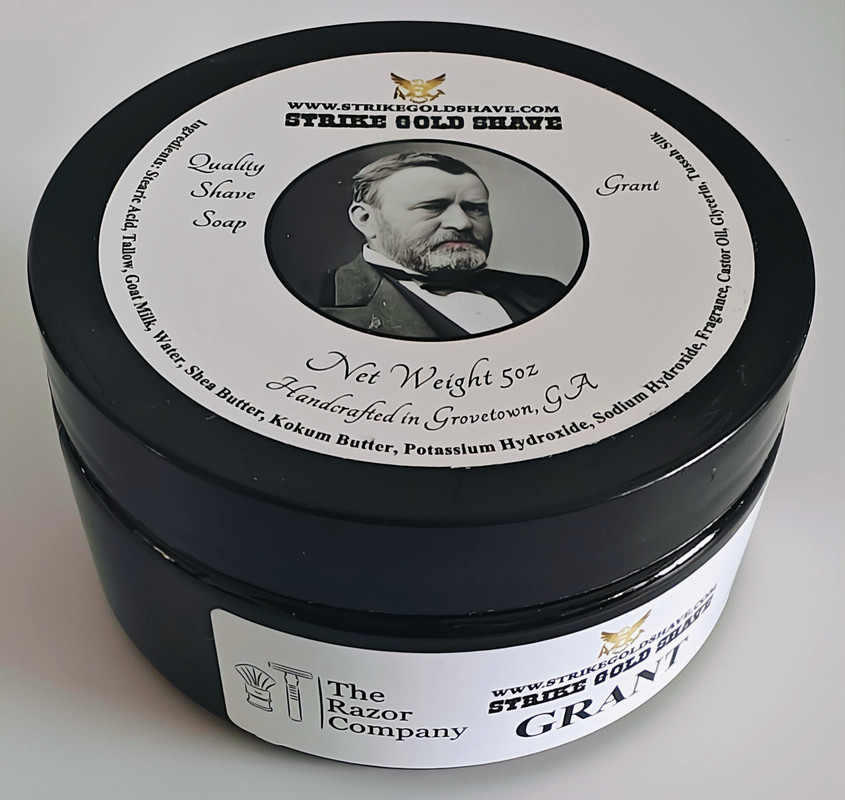 WWW.STRIKEGOLDSHAVE.COM
STRIKE GOLD SHAVE
Quality
Shave
Soap
Grant
Net Weight 5oz
Handcrafted in Grovetown, GA
Ingredients: Stearic Acid, Tallow, Goat Milk, Water, Shea Butter, Kokum Butter, Potassium Hydroxide, Sodium Hydroxide, Fragrance, Castor Oil, Glycerin, Tussah Silk
The
Razor
Company
WWW.STRIKEGOLDSHAVE.COM
STRIKE GOLD SHAVE
GRANT